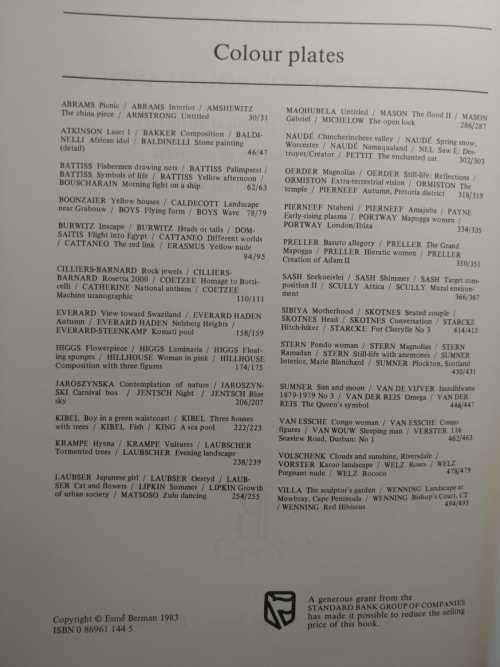 Colour plates
ABRAMS Picnic / ABRAMS Interior / AMSHEWITZ
The china piece / ARMSTRONG Untitled 30/31
ATKINSON Laset I / BAKKER Composition / BALDI-
NELLI African idol / BALDINELLI Stone painting
(detail) 46/47
BATTISS Fishermen drawing nets / BATTISS Palimpsest /
BATTISS Symbols of life / BATTISS Yellow afternoon /
BOUSCHARAIN Morning light on a ship 62/63
BOONZAIER Yellow houses / CALDECOTT Landscape
near Grabouw / BOYS Flying form / BOYS Wave 78/79
BURWITZ Inscape / BURWITZ Heads or tails / DOM-
SAITIS Flight into Egypt / CATTANEO Different worlds
/ CATTANEO The red link / ERASMUS Yellow nude
94/95
CILLIERS-BARNARD Rock jewels / CILLIERS-
BARNARD Rosetta 2000 / COETZEE Homage to Botti-
celli / CATHERINE National anthem / COETZEE
Machine uranographic 110/111
EVERARD View toward Swaziland / EVERARD HADEN
Autumn / EVERARD HADEN Nelsberg Heights /
EVERARD-STEENKAMP Komati pool 158/159
HIGGS Flowerpiece / HIGGS Luminaria / HIGGS Float-
ing sponges / HILLHOUSE Woman in pink / HILLHOUSE
Composition with three figures 174/175
JAROSZYNSKA Contemplation of nature / JAROSZYN-
SKI Carnival box / JENTSCH Night / JENTSCH Blue
sky 206/207
KIBEL Boy in a green waistcoat / KIBEL Three houses
with trees / KIBEL Fish / KING A sea pool 222/223
KRAMPE Hyena / KRAMPE Vultures / LAUBSCHER
Tormented trees / LAUBSCHER Evening landscape
238/239
LAUBSER Japanese girl / LAUBSER Oestyd / LAUB-
SER Cat and flowers / LIPKIN Summer / LIPKIN Growth
of urban society / MATSOSO Zulu dancing 254/255
MAQHUBELA Untitled / MASON The flood II / MASON
Gabriel / MICHELOW The open lock 286/287
NAUDÉ Chincherinchees valley / NAUDÉ Spring snow,
Worcester / NAUDÉ Namaqualand / NEL Saw E: Des-
troyer/Creator / PETTIT The enchanted cat 302/303
OERDER Magnolias / OERDER Still-life: Reflections /
ORMISTON Extra-terrestrial vision / ORMISTON The
temple / PIERNEEF Autumn, Pretoria district 318/319
PIERNEEF Ntabeni / PIERNEEF Amajuba / PAYNE
Early-rising plasma / PORTWAY Mapogga women /
PORTWAY London/Ibiza 334/335
PRELLER Basuto allegory / PRELLER The Grand
Mapogga / PRELLER Hieratic women / PRELLER
Creation of Adam II 350/351
SASH Seekoeivlei / SASH Shimmer / SASH Target com-
position II / SCULLY Attica / SCULLY Mural environ-
ment 366/367
SIBIYA Motherhood / SKOTNES Seated couple /
SKOTNES Head / SKOTNES Conversation / STARCKE
Hitch-hiker / STARCKE For Cherylle No 3 414/415
STERN Pondo woman / STERN Magnolias / STERN
Ramadan / STERN Still-life with anemones / SUMNER
Interior, Marie Blanchard / SUMNER Plockton, Scotland
430/431
SUMNER Sun and moon / VAN DE VIJVER Isandhlwane
1879-1979 No 3 / VAN DER REIS Omega / VAN DER
REIS The Queen's symbol 446/447
VAN ESSCHE Congo woman / VAN ESSCHE Congo
figures / VAN WOUW Sleeping man / VERSTER 116
Seaview Road, Durban: No 1 462/463
VOLSCHENK Clouds and sunshine, Riversdale /
VORSTER Karoo landscape / WELZ Roses / WELZ
Pregnant nude / WELZ Rococo 478/479
VILLA The sculptor's garden / WENNING Landscape at
Mowbray, Cape Peninsula / WENNING Bishop's Court, CT
/ WENNING Red Hibiscus 494/495
Copyright © Esmé Berman 1983
ISBN 0 86961 144 5
A generous grant from the
STANDARD BANK GROUP OF COMPANIES
has made it possible to reduce the selling
price of this book.